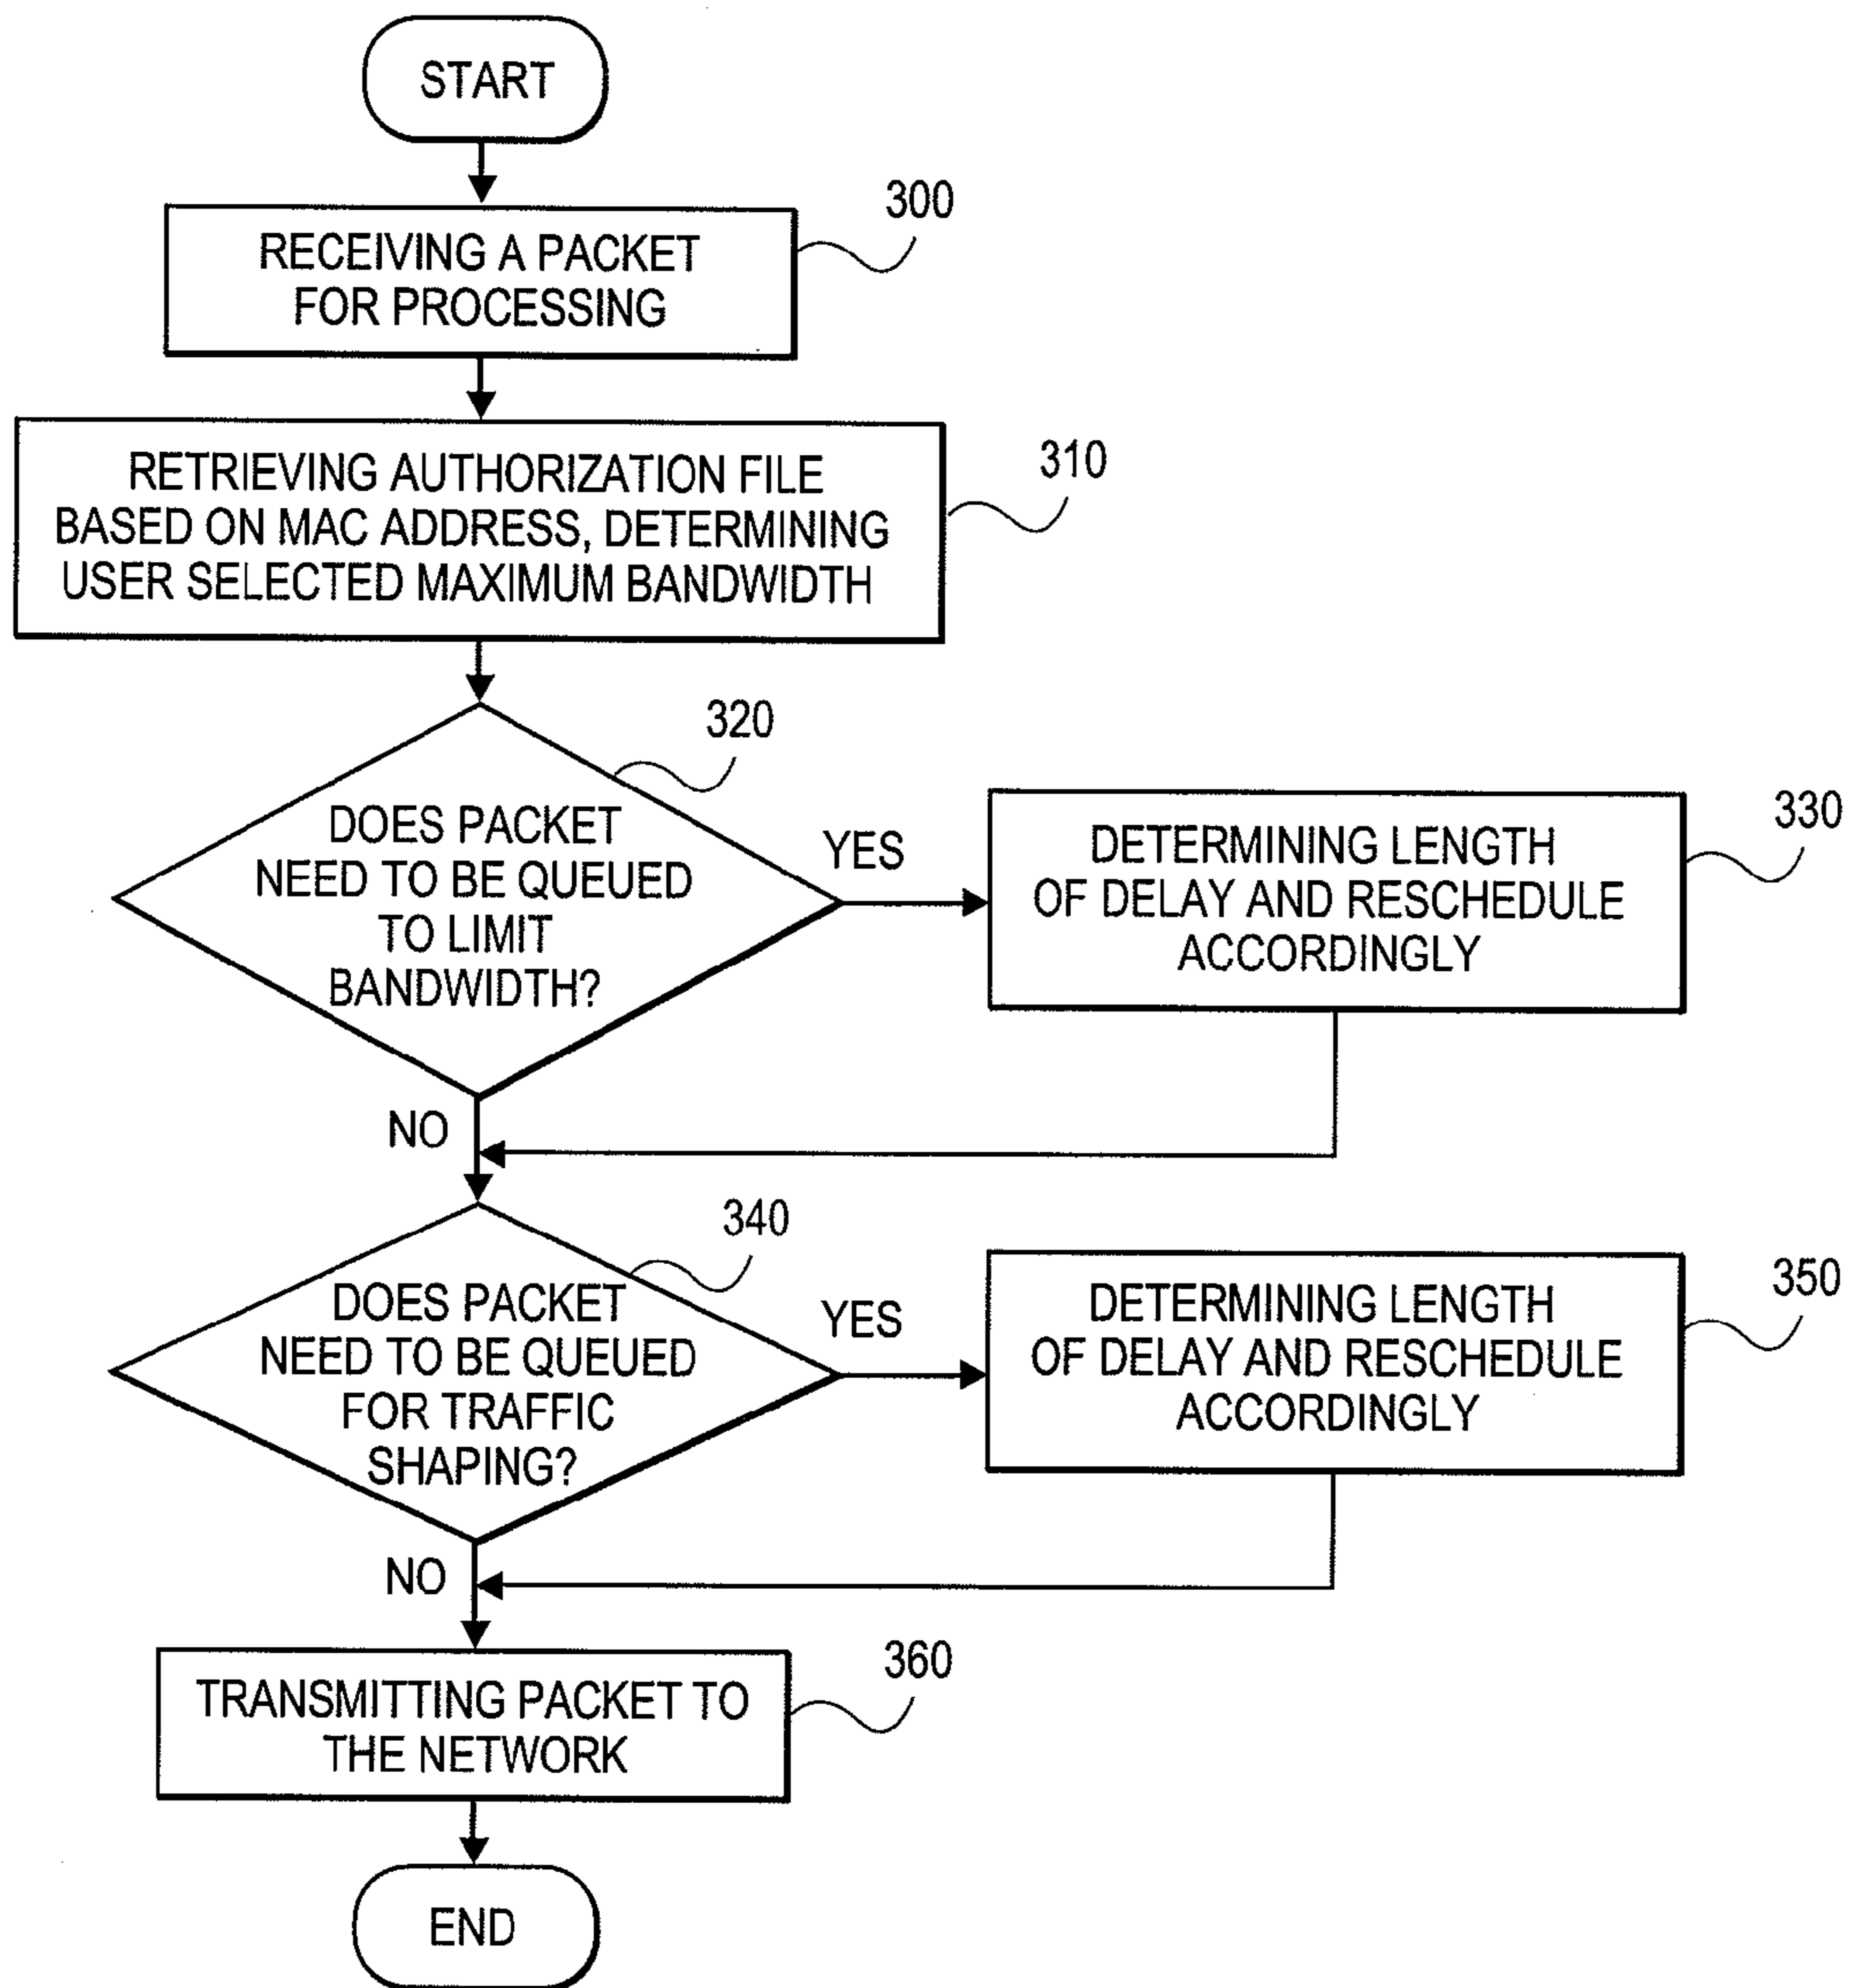 START
300
RECEIVING A PACKET
FOR PROCESSING
310
RETRIEVING AUTHORIZATION FILE
BASED ON MAC ADDRESS, DETERMINING
USER SELECTED MAXIMUM BANDWIDTH
320
DOES PACKET
NEED TO BE QUEUED
TO LIMIT
BANDWIDTH?
YES
330
DETERMINING LENGTH
OF DELAY AND RESCHEDULE
ACCORDINGLY
NO
340
DOES PACKET
NEED TO BE QUEUED
FOR TRAFFIC
SHAPING?
YES
350
DETERMINING LENGTH
OF DELAY AND RESCHEDULE
ACCORDINGLY
NO
360
TRANSMITTING PACKET TO
THE NETWORK
END